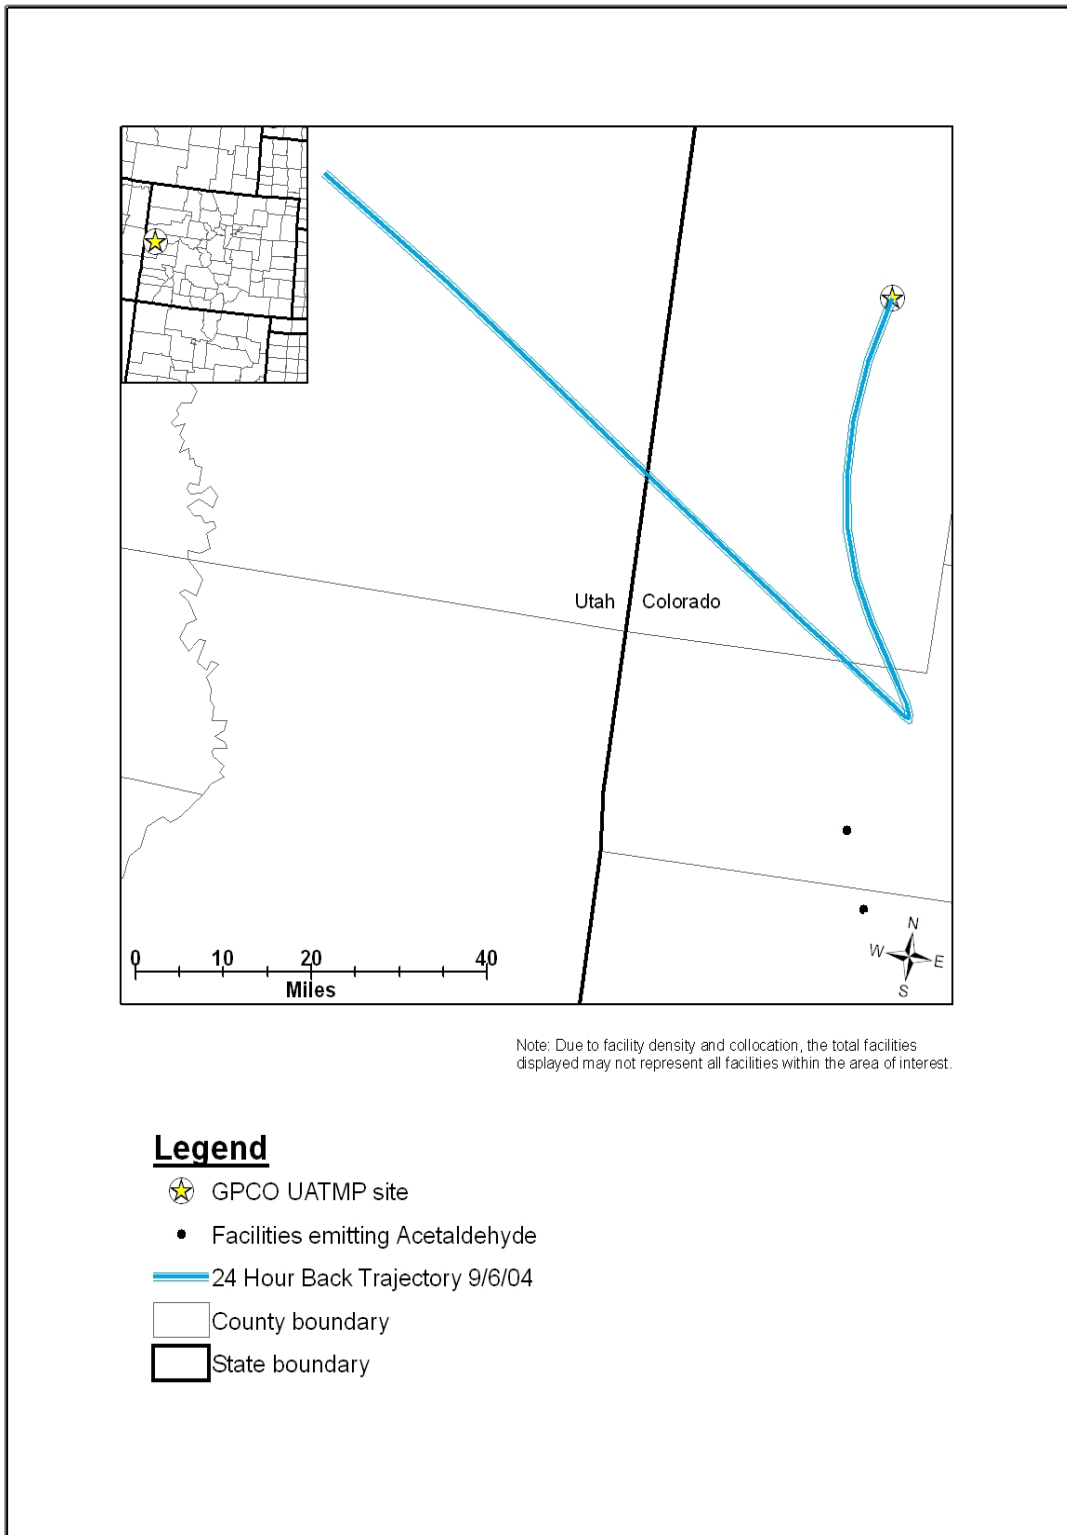 Utah
Colorado
0 10 20 40
Miles
N
W E
S
Note: Due to facility density and collocation, the total facilities
displayed may not represent all facilities within the area of interest.
Legend
GPCO UATMP site
Facilities emitting Acetaldehyde
24 Hour Back Trajectory 9/6/04
County boundary
State boundary